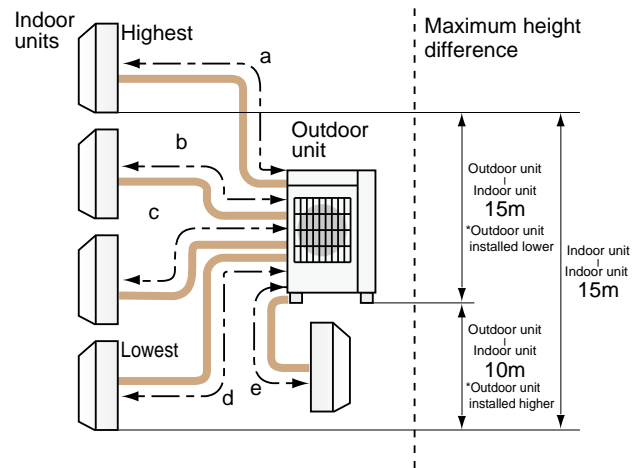 Indoor
units
Highest
a
b
c
Outdoor
unit
Lowest
d
e
Maximum height
difference
Outdoor unit
–
Indoor unit
15m
*Outdoor unit
installed lower
Indoor unit
–
Indoor unit
15m
Outdoor unit
–
Indoor unit
10m
*Outdoor unit
installed higher